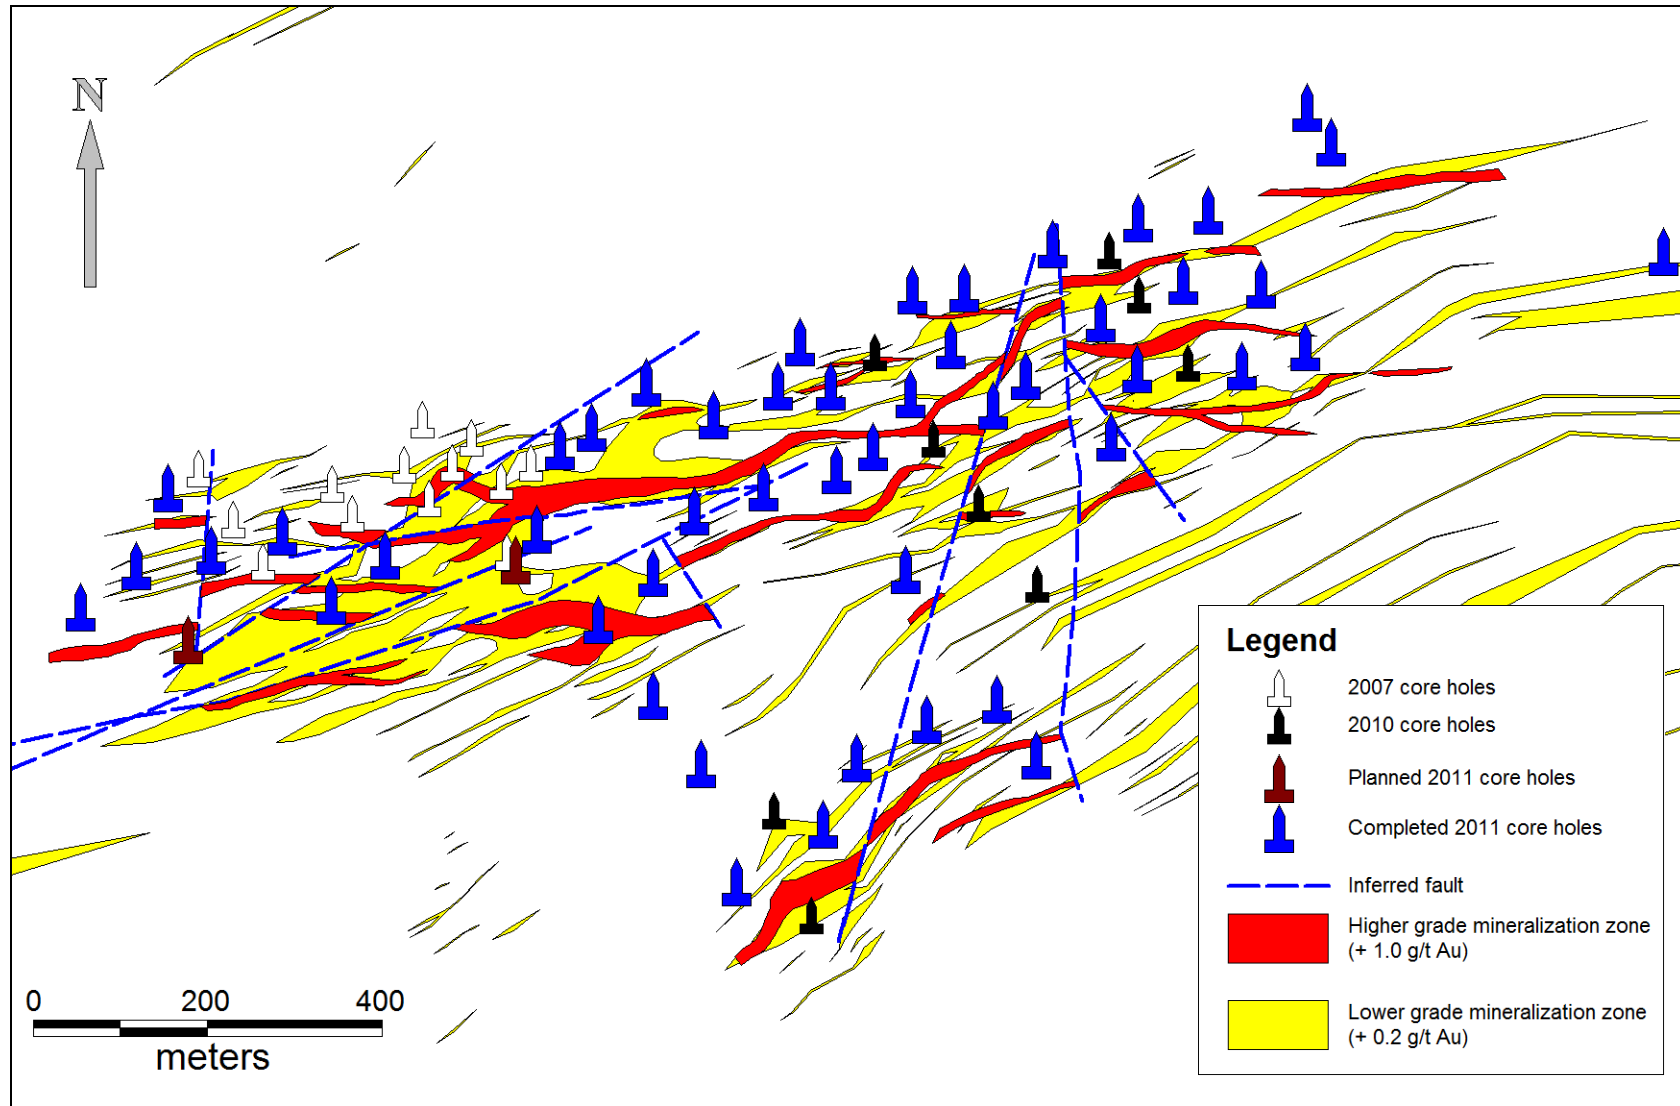 N
Legend
2007 core holes
2010 core holes
Planned 2011 core holes
Completed 2011 core holes
Inferred fault
Higher grade mineralization zone
(+ 1.0 g/t Au)
Lower grade mineralization zone
(+ 0.2 g/t Au)
0 200 400
meters